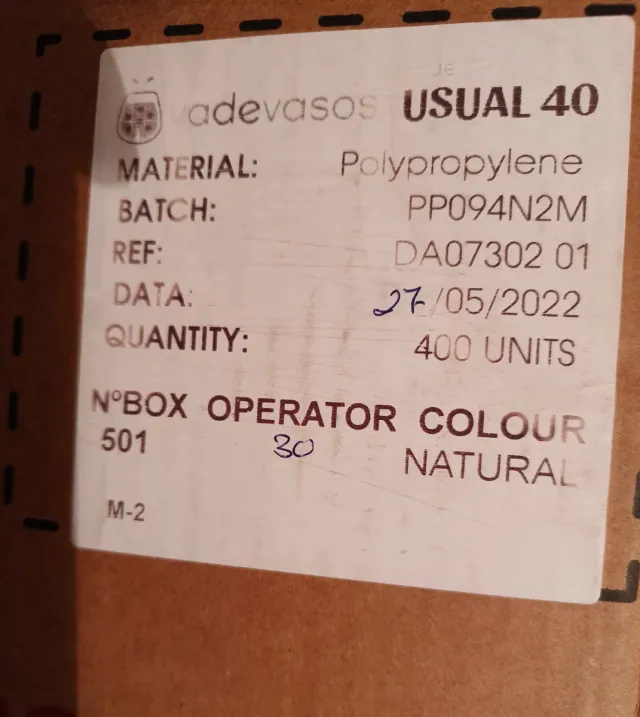 vadevasos USUAL 40
MATERIAL: Polypropylene
BATCH: PP094N2M
REF: DA07302 01
DATA: 27/05/2022
QUANTITY: 400 UNITS
NºBOX OPERATOR COLOUR
501 30 NATURAL
M-2